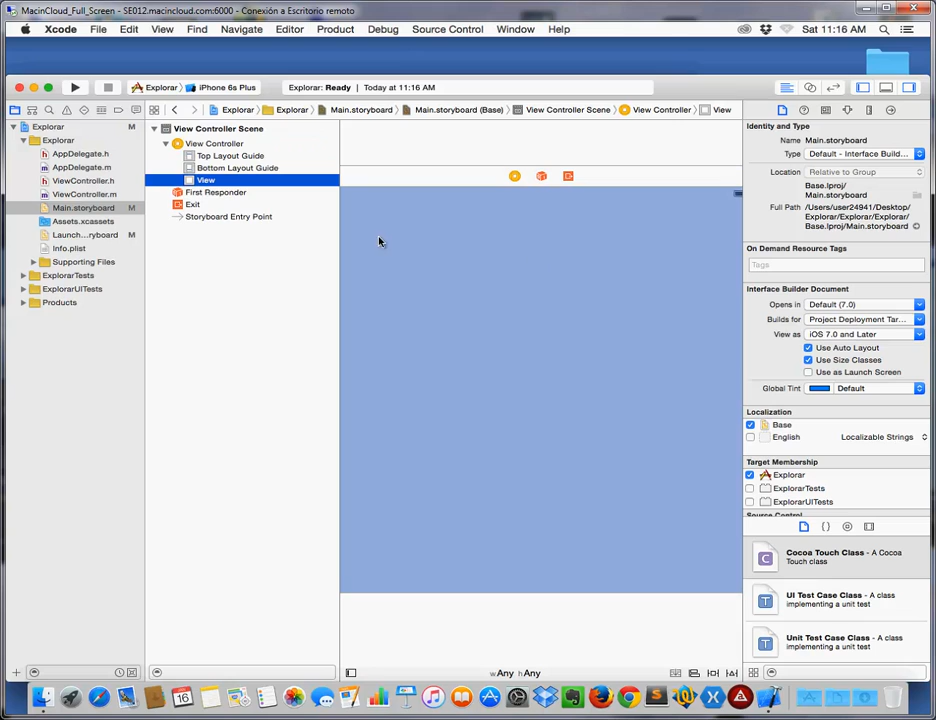 MacinCloud_Full_Screen - SE012.macincloud.com:6000 - Conexión a Escritorio remoto
Xcode File Edit View Find Navigate Editor Product Debug Source Control Window Help Sat 11:16 AM
Explorar iPhone 6s Plus Explorar: Ready | Today at 11:16 AM
Explorar Explorar Main.storyboard Main.storyboard (Base) View Controller Scene View Controller View
Explorar M
Explorar
AppDelegate.h
AppDelegate.m
ViewController.h
ViewController.m
Main.storyboard M
Assets.xcassets
Launch...ryboard M
Info.plist
Supporting Files
ExplorarTests
ExplorarUITests
Products
View Controller Scene
View Controller
Top Layout Guide
Bottom Layout Guide
View
First Responder
Exit
Storyboard Entry Point
wAny hAny
Identity and Type
Name Main.storyboard
Type Default - Interface Build...
Location Relative to Group
Base.lproj/
Main.storyboard
Full Path /Users/user24941/Desktop/
Explorar/Explorar/Explorar/
Base.lproj/Main.storyboard
On Demand Resource Tags
Tags
Interface Builder Document
Opens in Default (7.0)
Builds for Project Deployment Tar...
View as iOS 7.0 and Later
Use Auto Layout
Use Size Classes
Use as Launch Screen
Global Tint Default
Localization
Base
English Localizable Strings
Target Membership
Explorar
ExplorarTests
ExplorarUITests
Source Control
{}
C
Cocoa Touch Class - A Cocoa
Touch class
T
UI Test Case Class - A class
implementing a unit test
T
Unit Test Case Class - A class
implementing a unit test
16